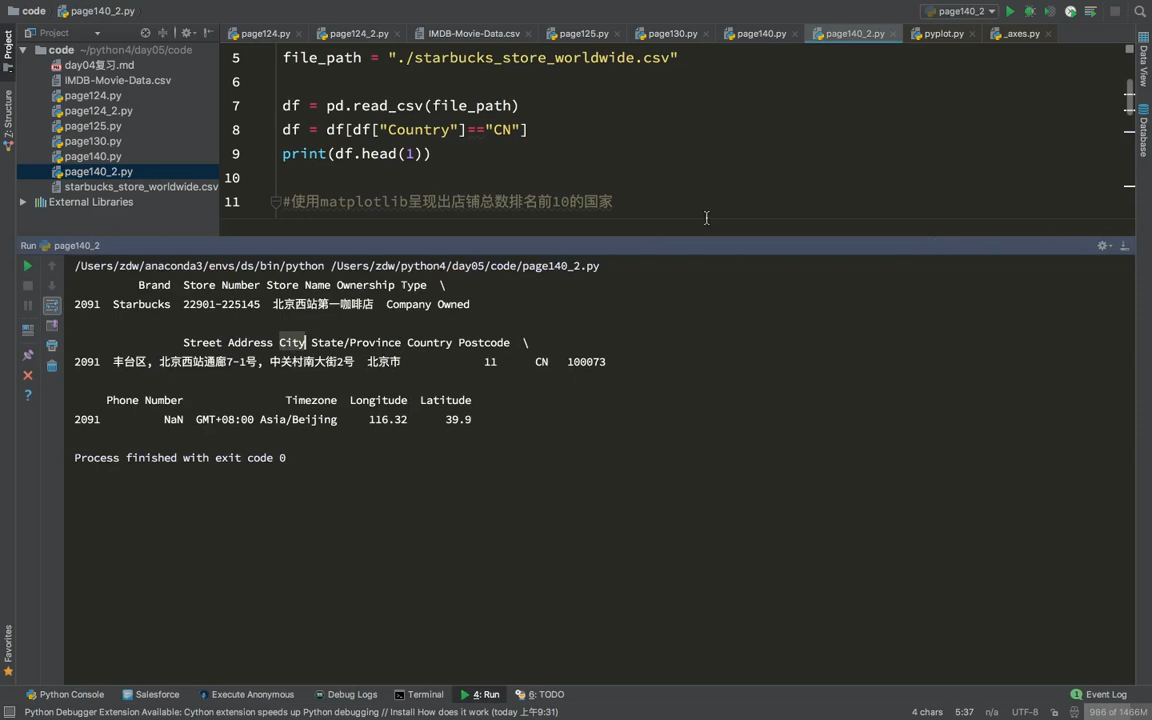 code page140_2.py
page140_2
Project
page124.py page124_2.py IMDB-Movie-Data.csv page125.py page130.py page140.py page140_2.py pyplot.py _axes.py
code ~/python4/day05/code
day04复习.md
IMDB-Movie-Data.csv
page124.py
page124_2.py
page125.py
page130.py
page140.py
page140_2.py
starbucks_store_worldwide.csv
External Libraries
1: Project
7: Structure
Favorites
Data View
Database
5 file_path = "./starbucks_store_worldwide.csv"
6
7 df = pd.read_csv(file_path)
8 df = df[df["Country"]=="CN"]
9 print(df.head(1))
10
11 #使用matplotlib呈现出店铺总数排名前10的国家
Run page140_2
/Users/zdw/anaconda3/envs/ds/bin/python /Users/zdw/python4/day05/code/page140_2.py
Brand Store Number Store Name Ownership Type \
2091 Starbucks 22901-225145 北京西站第一咖啡店 Company Owned
Street Address City State/Province Country Postcode \
2091 丰台区, 北京西站通廊7-1号, 中关村南大街2号 北京市 11 CN 100073
Phone Number Timezone Longitude Latitude
2091 NaN GMT+08:00 Asia/Beijing 116.32 39.9
Process finished with exit code 0
Python Console Salesforce Execute Anonymous Debug Logs Terminal 4: Run 6: TODO Event Log
Python Debugger Extension Available: Cython extension speeds up Python debugging // Install How does it work (today 上午9:31) 4 chars 5:37 n/a UTF-8 986 of 1466M